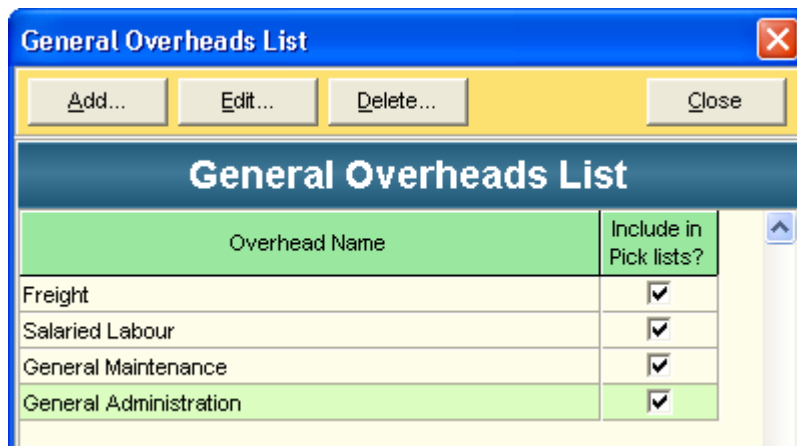 General Overheads List
Add... Edit... Delete... Close
General Overheads List
Overhead Name Include in
Pick lists?
Freight
Salaried Labour
General Maintenance
General Administration